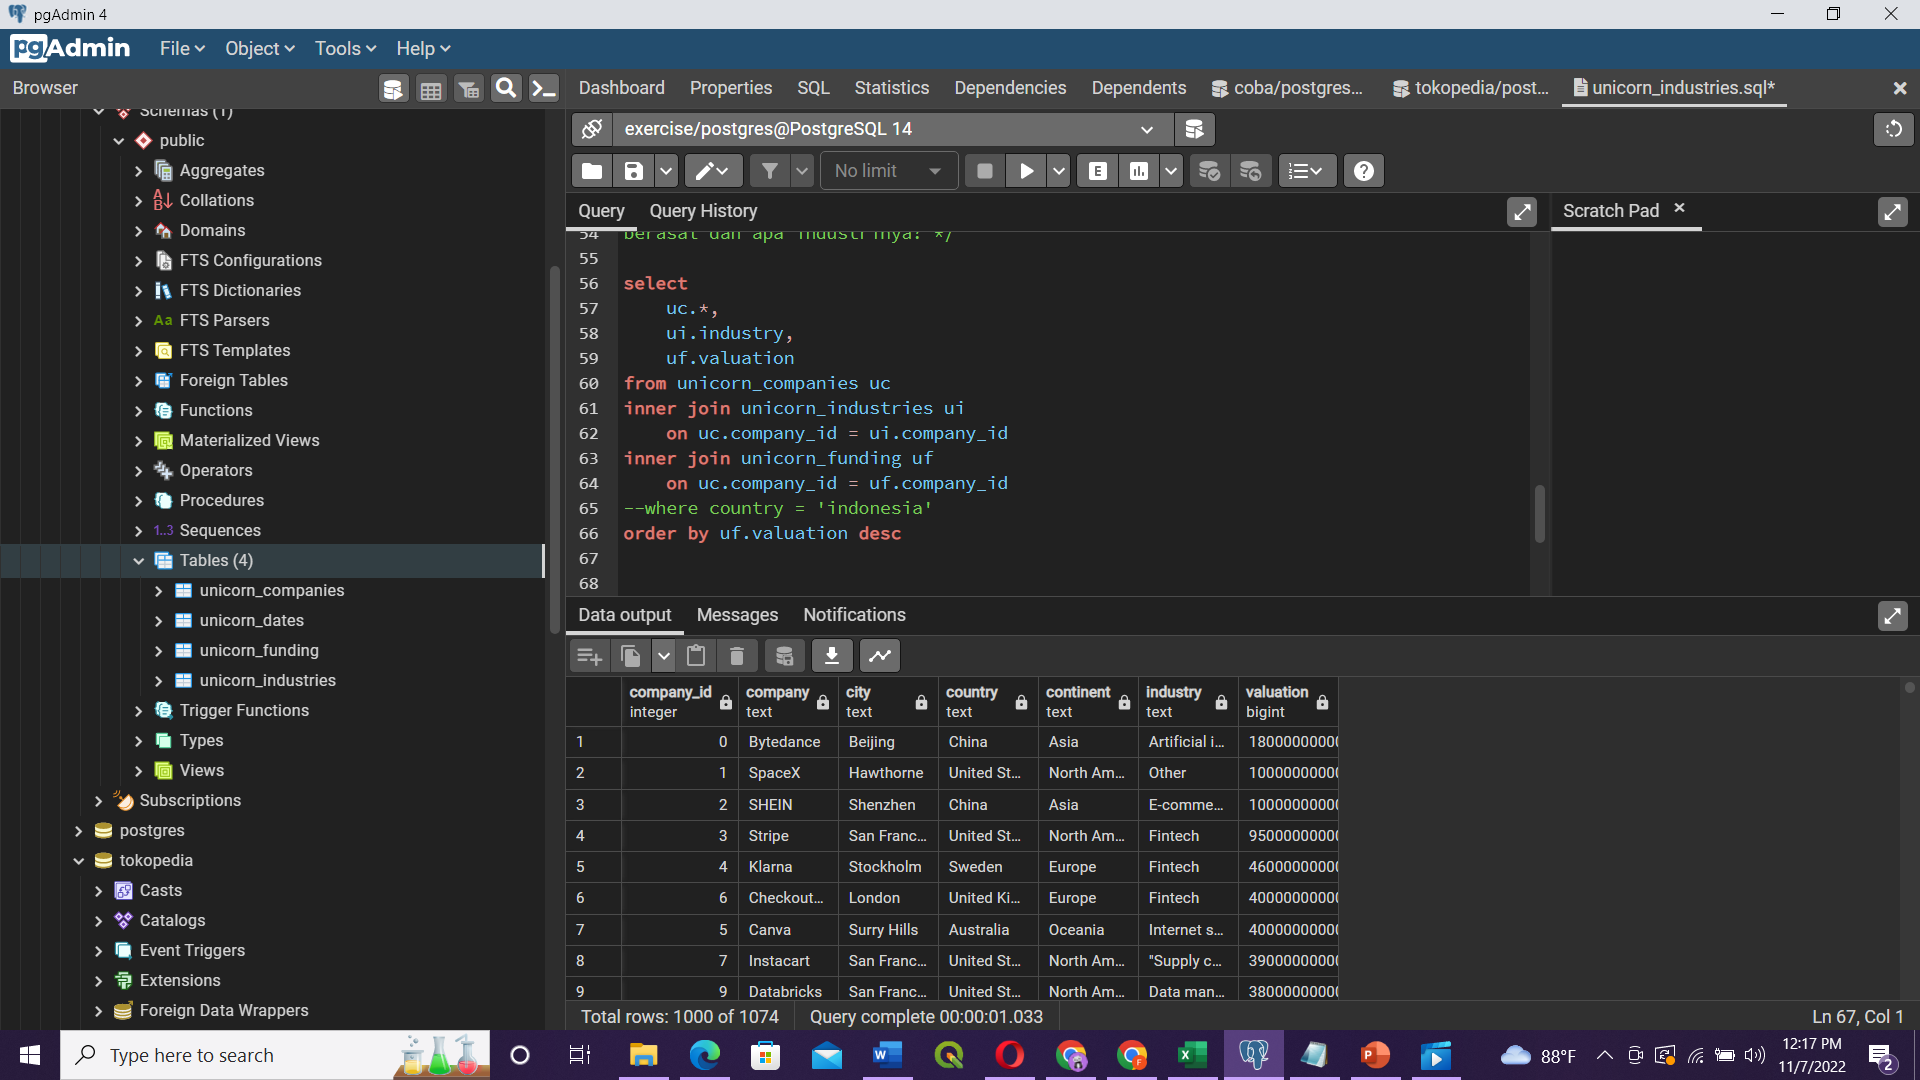 pgAdmin 4
pgAdmin File Object Tools Help
Browser
Dashboard Properties SQL Statistics Dependencies Dependents coba/postgres... tokopedia/post... unicorn_industries.sql*
Schemas (1)
public
Aggregates
Collations
Domains
FTS Configurations
FTS Dictionaries
Aa FTS Parsers
FTS Templates
Foreign Tables
Functions
Materialized Views
Operators
Procedures
1..3 Sequences
Tables (4)
unicorn_companies
unicorn_dates
unicorn_funding
unicorn_industries
Trigger Functions
Types
Views
Subscriptions
postgres
tokopedia
Casts
Catalogs
Event Triggers
Extensions
Foreign Data Wrappers
exercise/postgres@PostgreSQL 14
No limit
E
Query Query History
Scratch Pad
54 berasal dan apa industrinya! */
55
56 select
57 uc.*,
58 ui.industry,
59 uf.valuation
60 from unicorn_companies uc
61 inner join unicorn_industries ui
62 on uc.company_id = ui.company_id
63 inner join unicorn_funding uf
64 on uc.company_id = uf.company_id
65 --where country = 'indonesia'
66 order by uf.valuation desc
67
68
Data output Messages Notifications
company_id integer company text city text country text continent text industry text valuation bigint
1 0 Bytedance Beijing China Asia Artificial i... 18000000000
2 1 SpaceX Hawthorne United St... North Am... Other 10000000000
3 2 SHEIN Shenzhen China Asia E-comme... 10000000000
4 3 Stripe San Franc... United St... North Am... Fintech 95000000000
5 4 Klarna Stockholm Sweden Europe Fintech 46000000000
6 6 Checkout... London United Ki... Europe Fintech 40000000000
7 5 Canva Surry Hills Australia Oceania Internet s... 40000000000
8 7 Instacart San Franc... United St... North Am... "Supply c... 39000000000
9 9 Databricks San Franc... United St... North Am... Data man... 38000000000
Total rows: 1000 of 1074 Query complete 00:00:01.033 Ln 67, Col 1
Type here to search
88°F
12:17 PM
11/7/2022
2